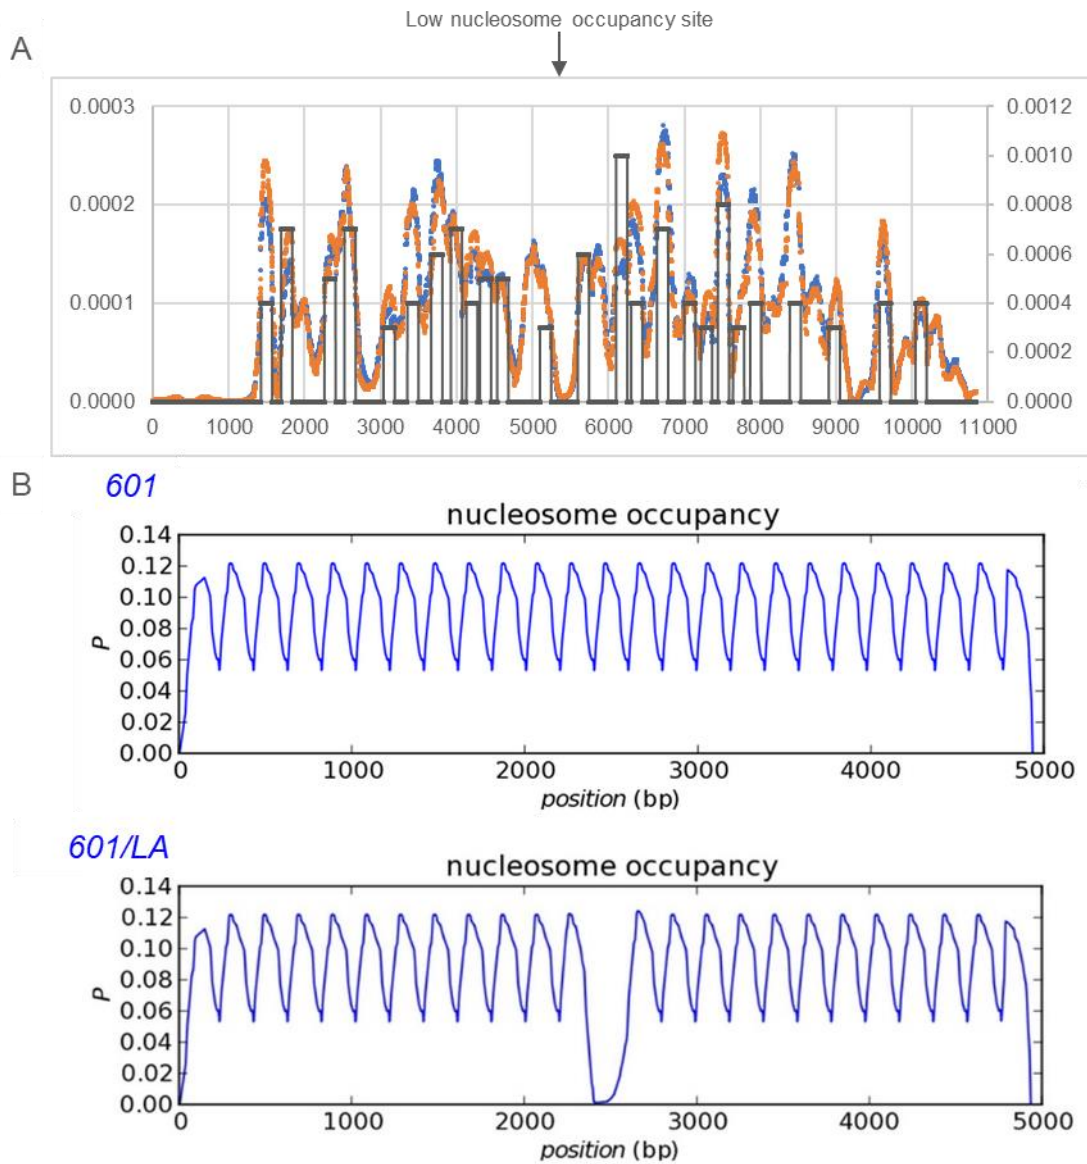 Low nucleosome occupancy site
A
0.0003 0.0012
0.0010
0.0002 0.0008
0.0006
0.0001 0.0004
0.0002
0.0000 0.0000
0 1000 2000 3000 4000 5000 6000 7000 8000 9000 10000 11000
B 601
nucleosome occupancy
0.14
0.12
0.10
0.08
P
0.06
0.04
0.02
0.00
0 1000 2000 3000 4000 5000
position (bp)
601/LA
nucleosome occupancy
0.14
0.12
0.10
0.08
P
0.06
0.04
0.02
0.00
0 1000 2000 3000 4000 5000
position (bp)